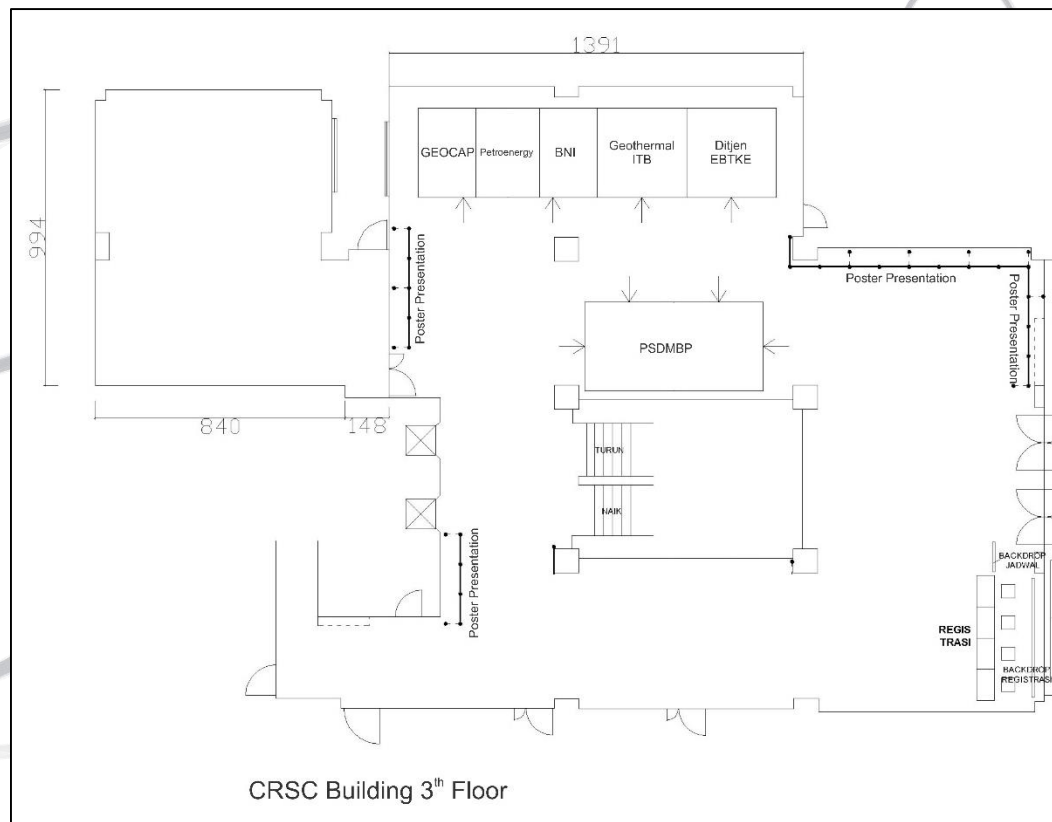 1391
GEOCAP
Petroenergy
BNI
Geothermal
ITB
Ditjen
EBTKE
994
Poster Presentation
Poster Presentation
Poster Presentation
PSDMBP
840
148
TURUN
NAIK
Poster Presentation
BACKDROP
JADWAL
REGIS
TRASI
BACKDROP
REGISTRASI
CRSC Building 3th Floor